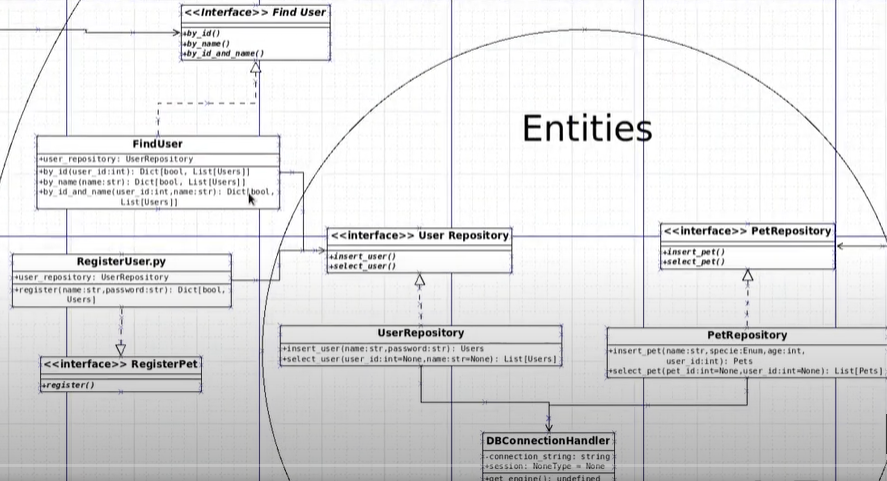 <<Interface>> Find User
+by_id()
+by_name()
+by_id_and_name()
Entities
FindUser
+user_repository: UserRepository
+by_id(user_id:int): Dict[bool, List[Users]]
+by_name(name:str): Dict[bool, List[Users]]
+by_id_and_name(user_id:int,name:str): Dict[bool,
List[Users]]
<<interface>> User Repository
+insert_user()
+select_user()
<<interface>> PetRepository
+insert_pet()
+select_pet()
RegisterUser.py
+user_repository: UserRepository
+register(name:str,password:str): Dict[bool,
Users]
<<interface>> RegisterPet
+register()
UserRepository
+insert_user(name:str,password:str): Users
+select_user(user_id:int=None,name:str=None): List[Users]
PetRepository
+insert_pet(name:str,specie:Enum,age:int,
user_id:int): Pets
+select_pet(pet_id:int=None,user_id:int=None): List[Pets]
DBConnectionHandler
-connection_string: string
+session: NoneType = None
+get_engine(): undefined